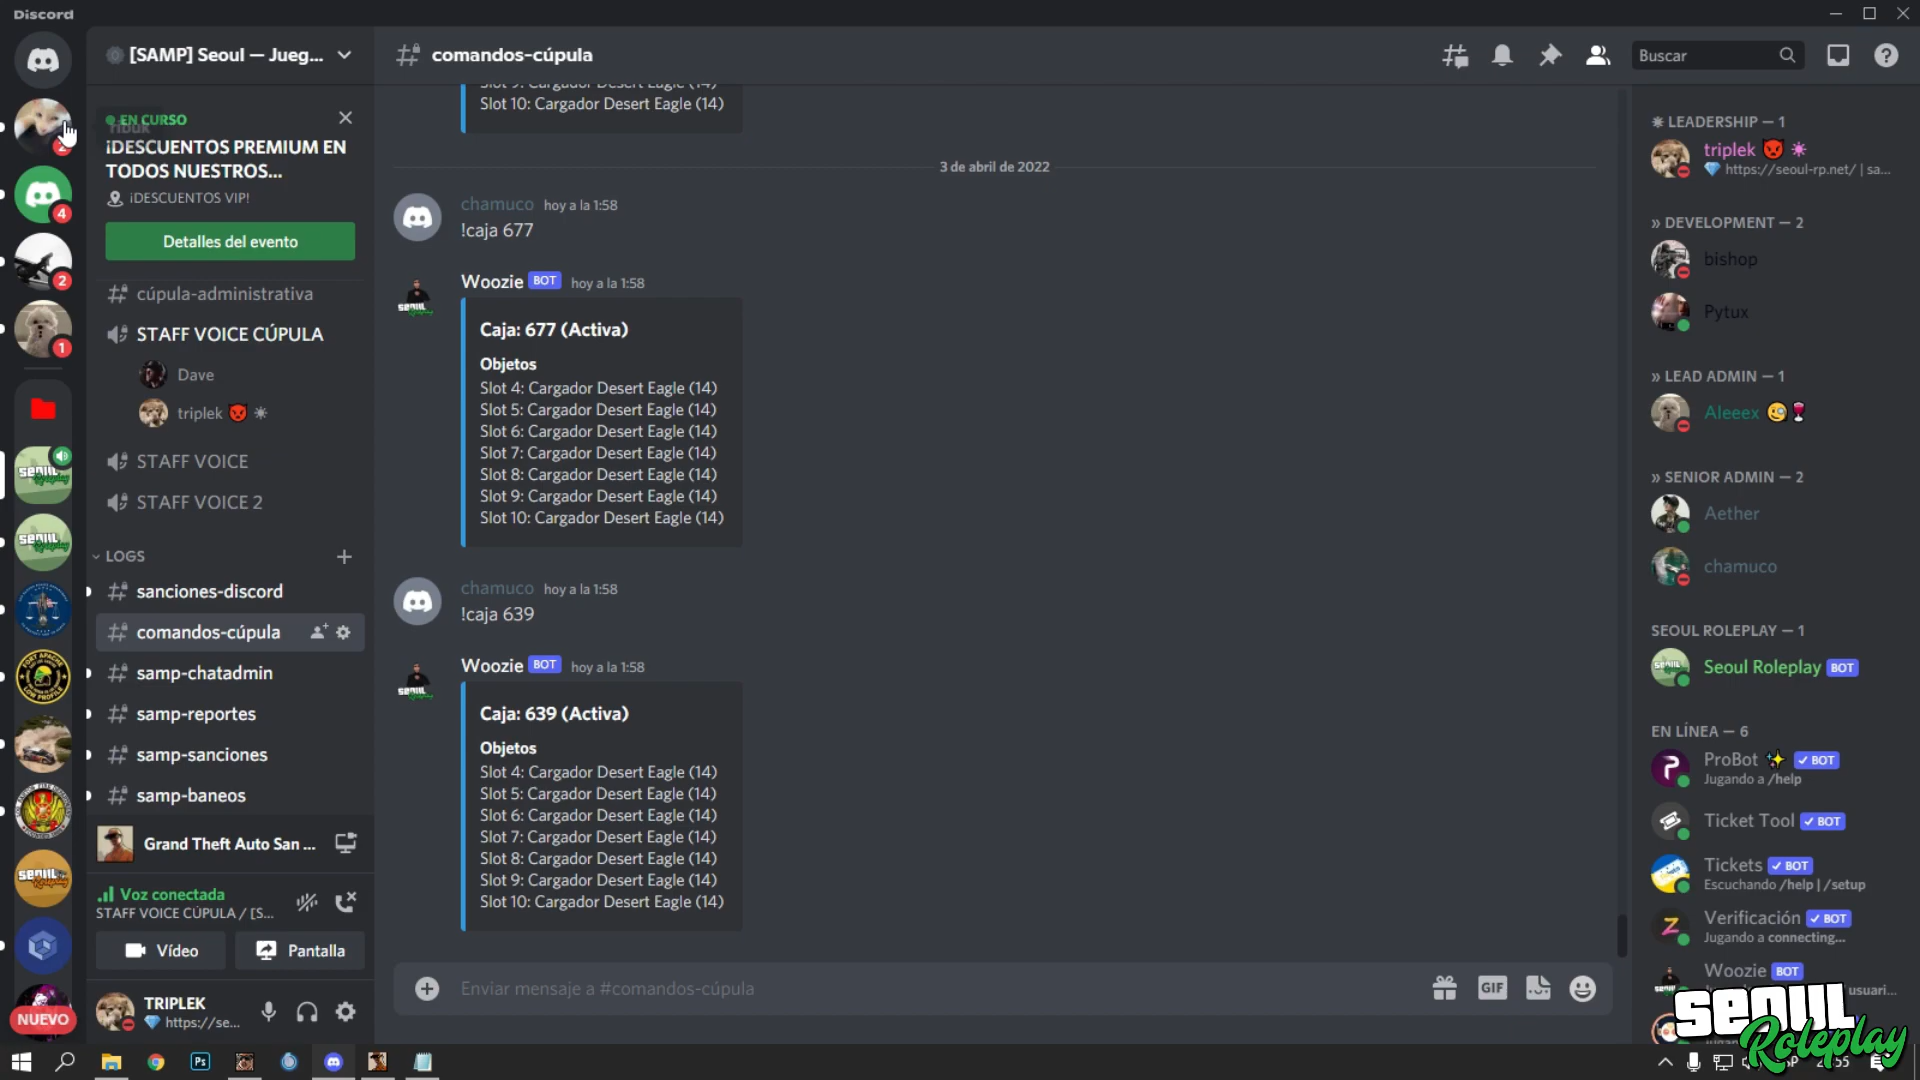 Discord
[SAMP] Seoul — Jueg...
comandos-cúpula
Buscar
2
4
2
1
NUEVO
EN CURSO
¡DESCUENTOS PREMIUM EN
TODOS NUESTROS...
¡DESCUENTOS VIP!
Detalles del evento
cúpula-administrativa
STAFF VOICE CÚPULA
Dave
triplek
STAFF VOICE
STAFF VOICE 2
LOGS
sanciones-discord
comandos-cúpula
samp-chatadmin
samp-reportes
samp-sanciones
samp-baneos
Grand Theft Auto San ...
Voz conectada
STAFF VOICE CÚPULA / [S...
Vídeo
Pantalla
TRIPLEK
https://se...
Slot 10: Cargador Desert Eagle (14)
3 de abril de 2022
chamuco hoy a la 1:58
!caja 677
Woozie BOT hoy a la 1:58
Caja: 677 (Activa)
Objetos
Slot 4: Cargador Desert Eagle (14)
Slot 5: Cargador Desert Eagle (14)
Slot 6: Cargador Desert Eagle (14)
Slot 7: Cargador Desert Eagle (14)
Slot 8: Cargador Desert Eagle (14)
Slot 9: Cargador Desert Eagle (14)
Slot 10: Cargador Desert Eagle (14)
chamuco hoy a la 1:58
!caja 639
Woozie BOT hoy a la 1:58
Caja: 639 (Activa)
Objetos
Slot 4: Cargador Desert Eagle (14)
Slot 5: Cargador Desert Eagle (14)
Slot 6: Cargador Desert Eagle (14)
Slot 7: Cargador Desert Eagle (14)
Slot 8: Cargador Desert Eagle (14)
Slot 9: Cargador Desert Eagle (14)
Slot 10: Cargador Desert Eagle (14)
Enviar mensaje a #comandos-cúpula
GIF
LEADERSHIP — 1
triplek
https://seoul-rp.net/ | sa...
» DEVELOPMENT — 2
bishop
Pytux
» LEAD ADMIN — 1
Aleeex
» SENIOR ADMIN — 2
Aether
chamuco
SEOUL ROLEPLAY — 1
Seoul Roleplay BOT
EN LÍNEA — 6
ProBot ✓ BOT
Jugando a /help
Ticket Tool ✓ BOT
Tickets ✓ BOT
Escuchando /help | /setup
Verificación ✓ BOT
Jugando a connecting...
Woozie BOT
usuari...
SEOUL
Roleplay
Ps